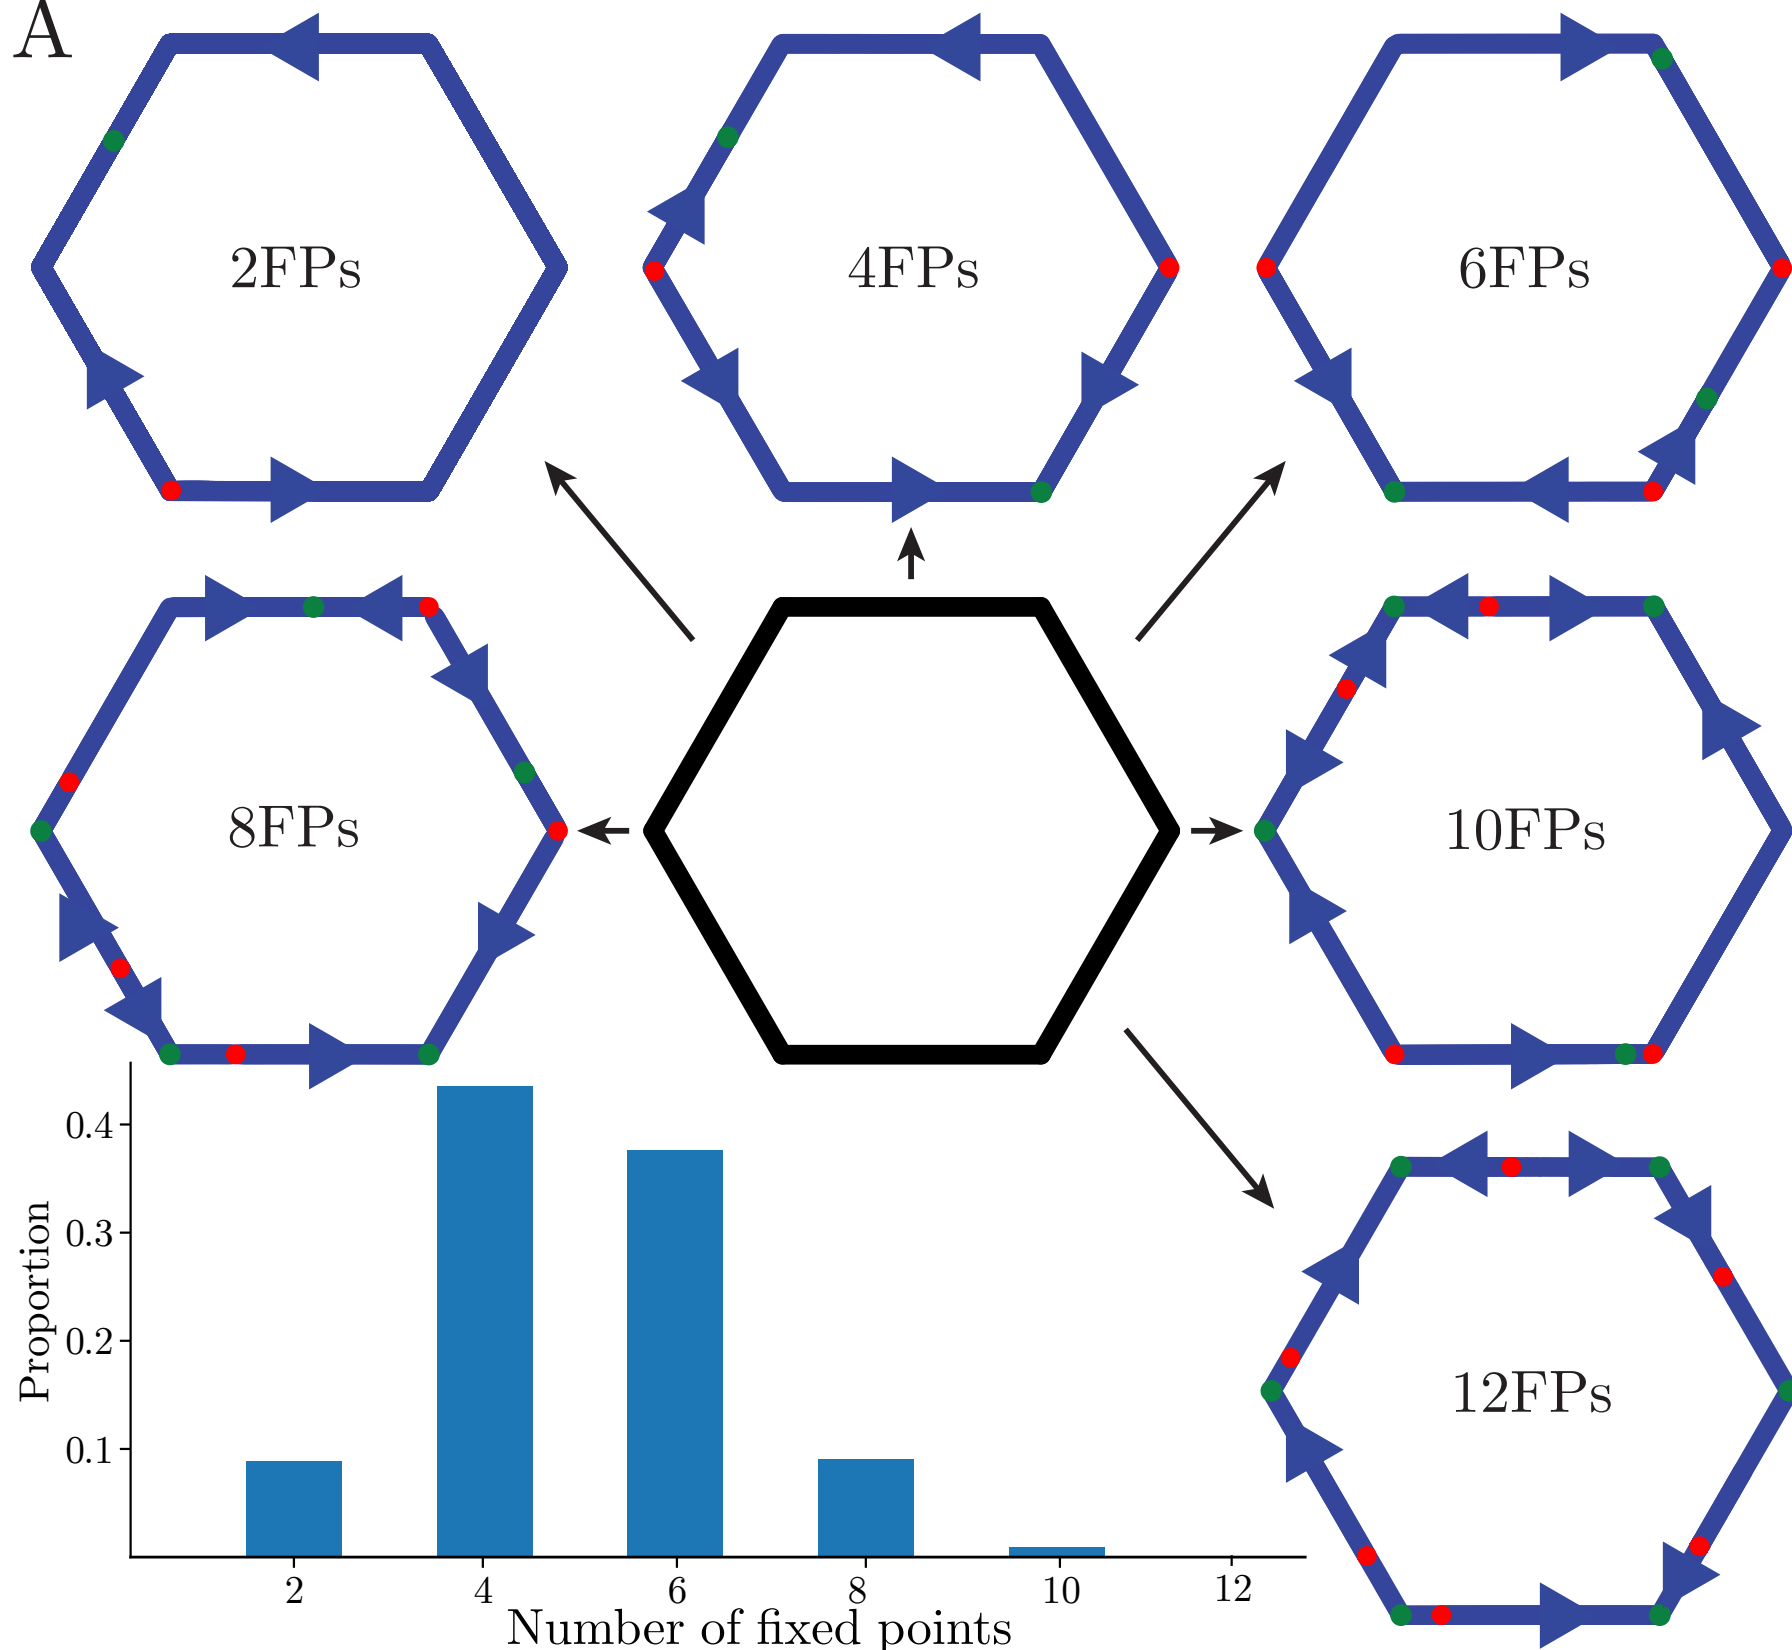 A
2FPs
4FPs
6FPs
8FPs
10FPs
12FPs
Proportion
0.4
0.3
0.2
0.1
2 4 6 8 10 12
Number of fixed points